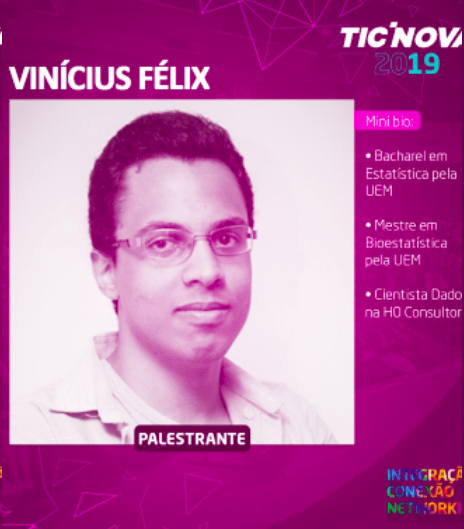 TIC'NOVA
2019
VINÍCIUS FÉLIX
Mini bio:
• Bacharel em
Estatística pela
UEM
• Mestre em
Bioestatística
pela UEM
• Cientista Dado
na HO Consultor
PALESTRANTE
INTEGRAÇÃ
CONEXÃO
NETWORKI